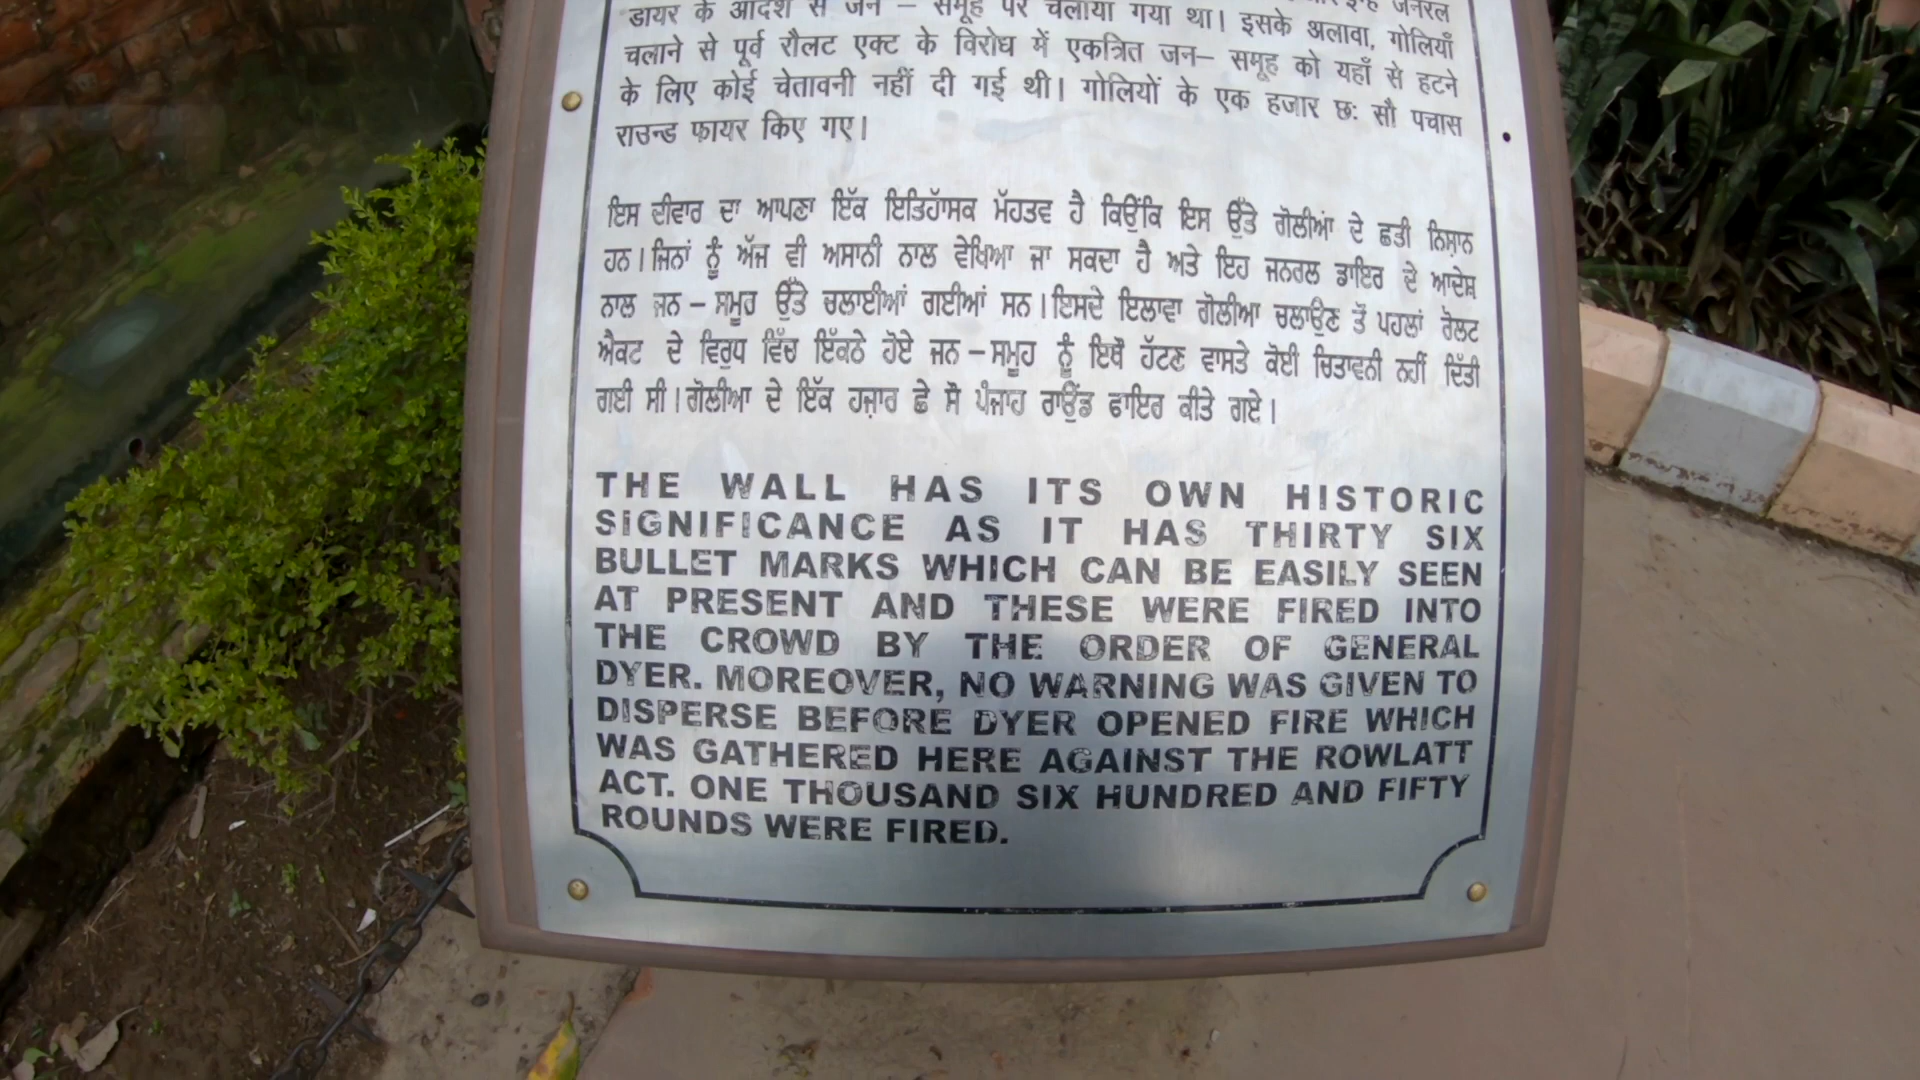 डायर के आदेश से जन – समूह पर चलाया गया था। इसके अलावा, गोलियाँ
चलाने से पूर्व रौलट एक्ट के विरोध में एकत्रित जन– समूह को यहाँ से हटने
के लिए कोई चेतावनी नहीं दी गई थी। गोलियों के एक हजार छः सौ पचास
राउन्ड फायर किए गए।
ਇਸ ਦੀਵਾਰ ਦਾ ਆਪਣਾ ਇੱਕ ਇਤਿਹਾੱਸਕ ਮੱਹਤਵ ਹੈ ਕਿਉਂਕਿ ਇਸ ਉੱਤੇ ਗੋਲੀਆਂ ਦੇ ਛਤੀ ਨਿਸ਼ਾਨ
ਹਨ। ਜਿਨਾਂ ਨੂੰ ਅੱਜ ਵੀ ਅਸਾਨੀ ਨਾਲ ਵੇਖਿਆ ਜਾ ਸਕਦਾ ਹੈ ਅਤੇ ਇਹ ਜਨਰਲ ਡਾਇਰ ਦੇ ਆਦੇਸ਼
ਨਾਲ ਜਨ – ਸਮੂਹ ਉੱਤੇ ਚਲਾਈਆਂ ਗਈਆਂ ਸਨ। ਇਸਦੇ ਇਲਾਵਾ ਗੋਲੀਆ ਚਲਾਉਣ ਤੋਂ ਪਹਲਾਂ ਰੋਲਟ
ਐਕਟ ਦੇ ਵਿਰੁਧ ਵਿੱਚ ਇੱਕਠੇ ਹੋਏ ਜਨ – ਸਮੂਹ ਨੂੰ ਇਥੋਂ ਹੱਟਣ ਵਾਸਤੇ ਕੋਈ ਚਿਤਾਵਨੀ ਨਹੀਂ ਦਿੱਤੀ
ਗਈ ਸੀ। ਗੋਲੀਆ ਦੇ ਇੱਕ ਹਜ਼ਾਰ ਛੇ ਸੌ ਪੰਜਾਹ ਰਾਉਂਡ ਫਾਇਰ ਕੀਤੇ ਗਏ।
THE WALL HAS ITS OWN HISTORIC
SIGNIFICANCE AS IT HAS THIRTY SIX
BULLET MARKS WHICH CAN BE EASILY SEEN
AT PRESENT AND THESE WERE FIRED INTO
THE CROWD BY THE ORDER OF GENERAL
DYER. MOREOVER, NO WARNING WAS GIVEN TO
DISPERSE BEFORE DYER OPENED FIRE WHICH
WAS GATHERED HERE AGAINST THE ROWLATT
ACT. ONE THOUSAND SIX HUNDRED AND FIFTY
ROUNDS WERE FIRED.